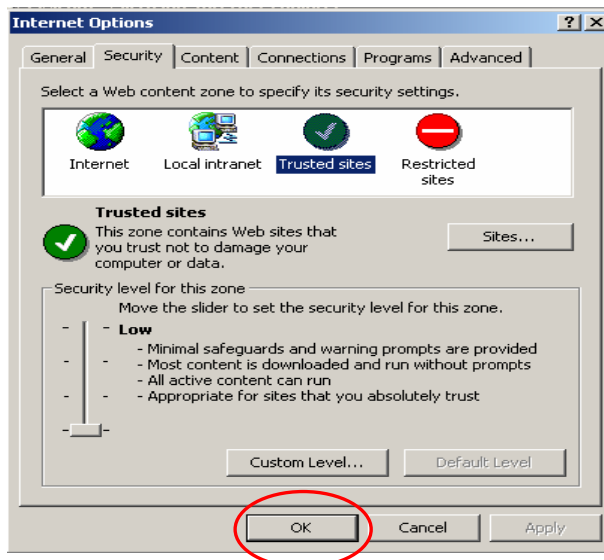 Internet Options
General Security Content Connections Programs Advanced
Select a Web content zone to specify its security settings.
Internet Local intranet Trusted sites Restricted sites
Trusted sites
This zone contains Web sites that
you trust not to damage your
computer or data.
Sites...
Security level for this zone
Move the slider to set the security level for this zone.
Low
- Minimal safeguards and warning prompts are provided
- Most content is downloaded and run without prompts
- All active content can run
- Appropriate for sites that you absolutely trust
Custom Level... Default Level
OK Cancel Apply